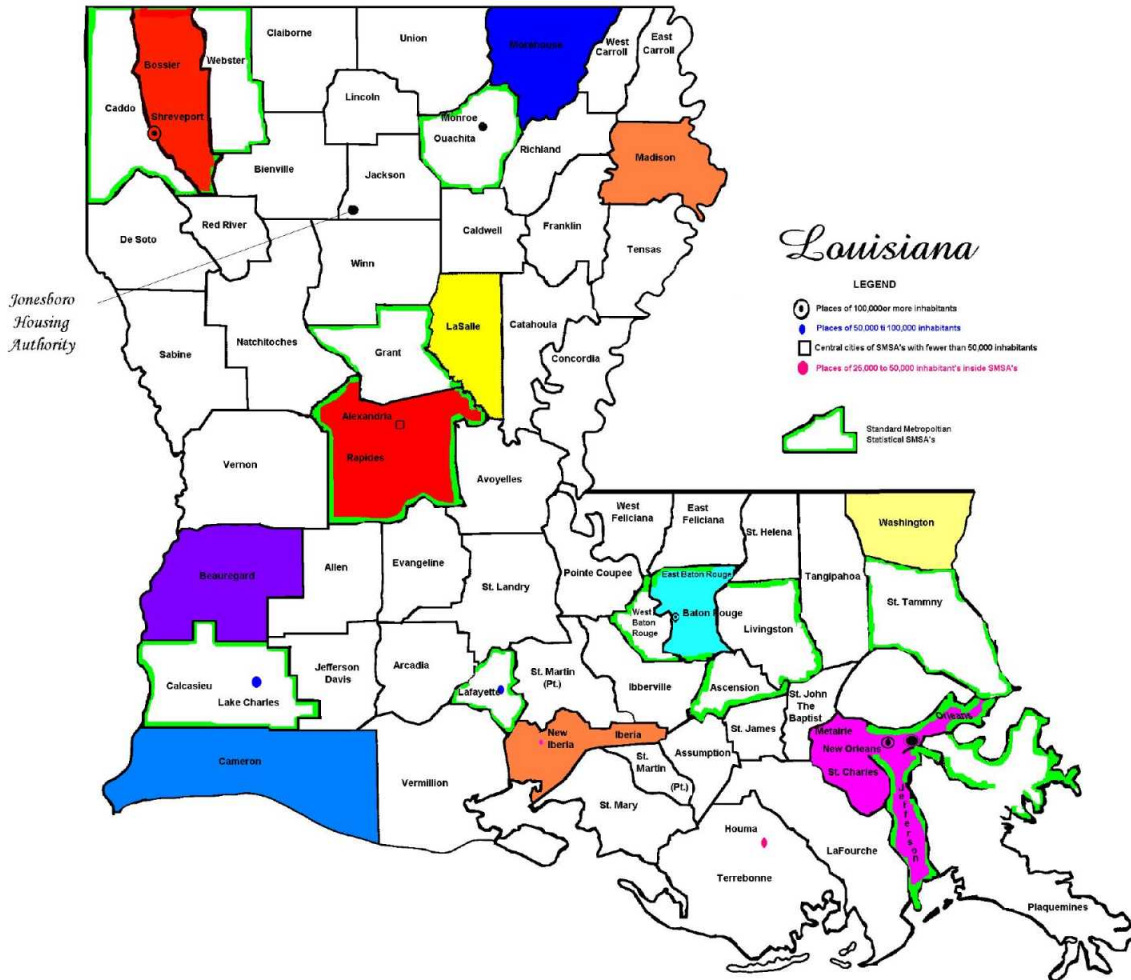 Claiborne
Union
Morehouse
West
Carroll
East
Carroll
Bossier
Webster
Caddo
Shreveport
Lincoln
Monroe
Ouachita
Richland
Madison
Bienville
Jackson
De Soto
Red River
Caldwell
Franklin
Tensas
Winn
Louisiana
LEGEND
Places of 100,000or more inhabitants
Places of 50,000 ti 100,000 inhabitants
Central cities of SMSA's with fewer than 50,000 inhabitants
Places of 25,000 to 50,000 inhabitant's inside SMSA's
Standard Metropoltian
Statistical SMSA's
Jonesboro
Housing
Authority
LaSalle
Catahoula
Natchitoches
Sabine
Grant
Concordia
Alexandria
Rapides
Vernon
Avoyelles
West
Feliciana
East
Feliciana
St. Helena
Washington
Beauregard
Allen
Evangeline
St. Landry
Pointe Coupee
East Baton Rouge
Tangipahoa
St. Tammny
West
Baton
Rouge
Baton Rouge
Livingston
Calcasieu
Lake Charles
Jefferson
Davis
Arcadia
Lafayette
St. Martin
(Pt.)
Ibberville
Ascension
St. John
The
Baptist
Orleans
Metairie
New Orleans
St. Charles
Jefferson
Cameron
Vermillion
New
Iberia
Iberia
Assumption
St. James
St.
Martin
(Pt.)
St. Mary
Houma
Terrebonne
LaFourche
Plaquemines